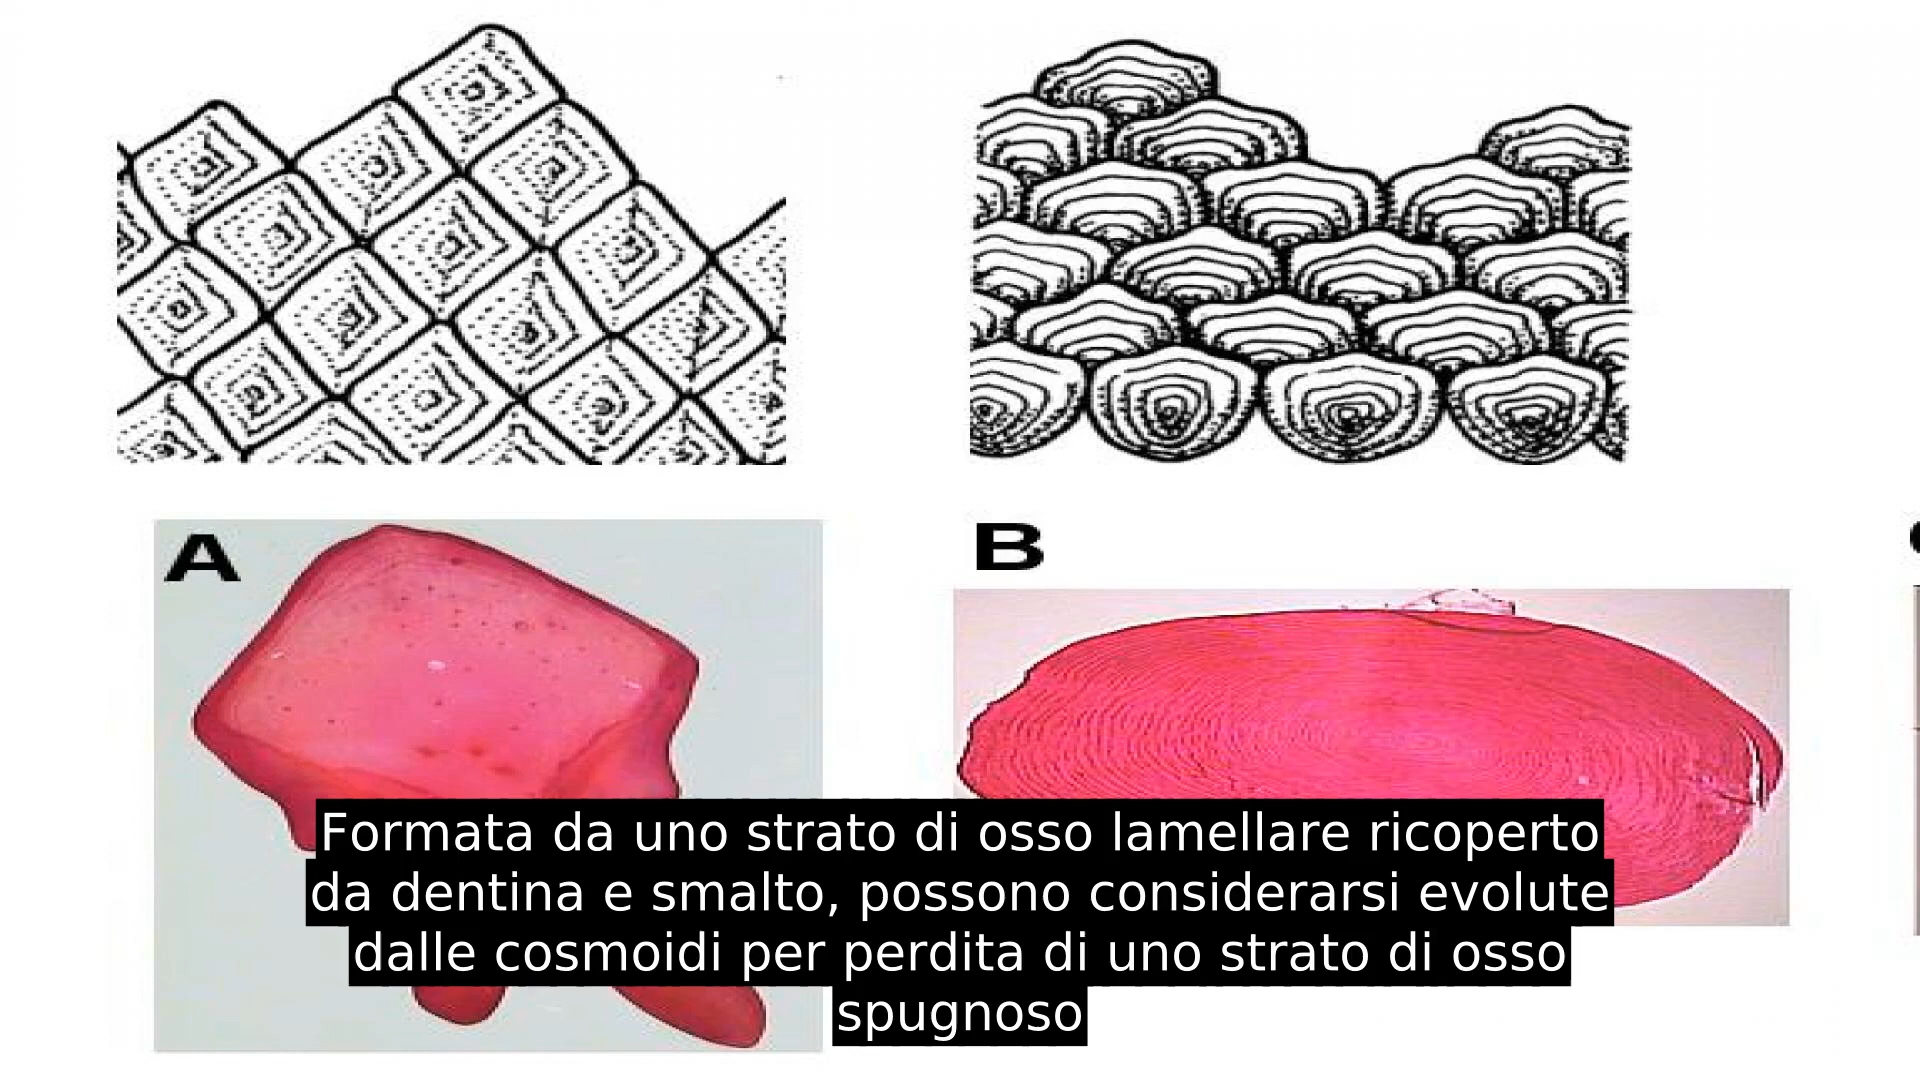 A
B
Formata da uno strato di osso lamellare ricoperto
da dentina e smalto, possono considerarsi evolute
dalle cosmoidi per perdita di uno strato di osso
spugnoso